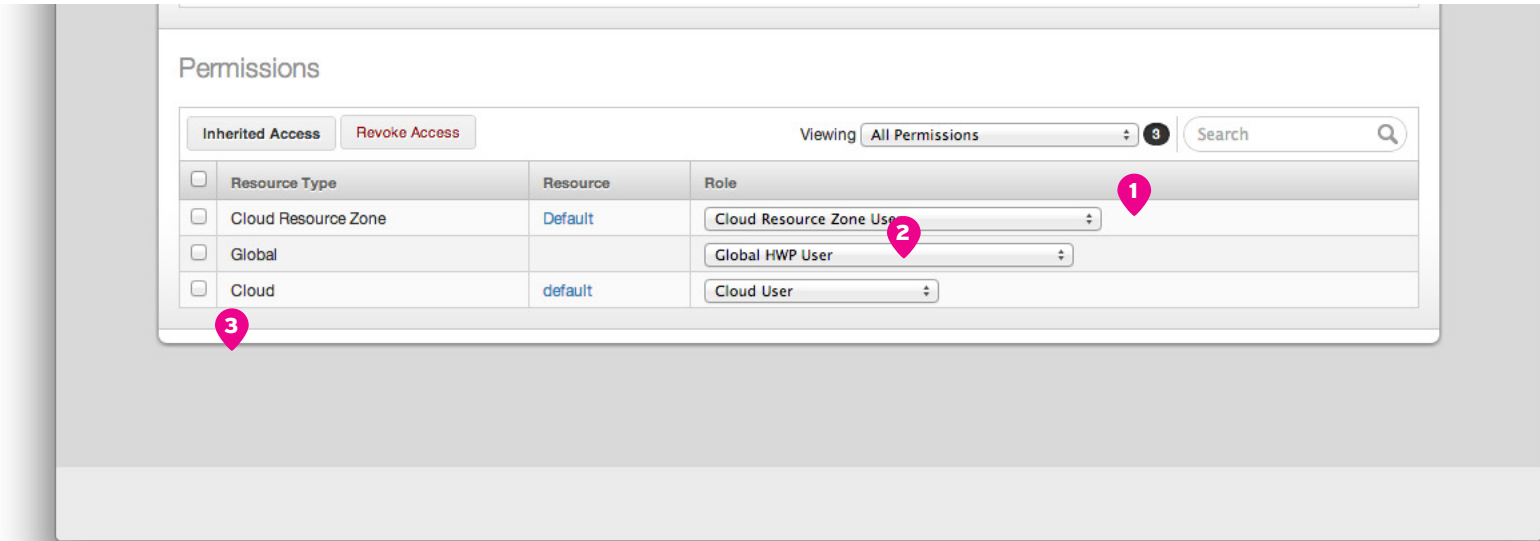 Permissions
Inherited Access Revoke Access Viewing All Permissions 3 Search
Resource Type Resource Role
1
Cloud Resource Zone Default Cloud Resource Zone User
2
Global Global HWP User
Cloud default Cloud User
3